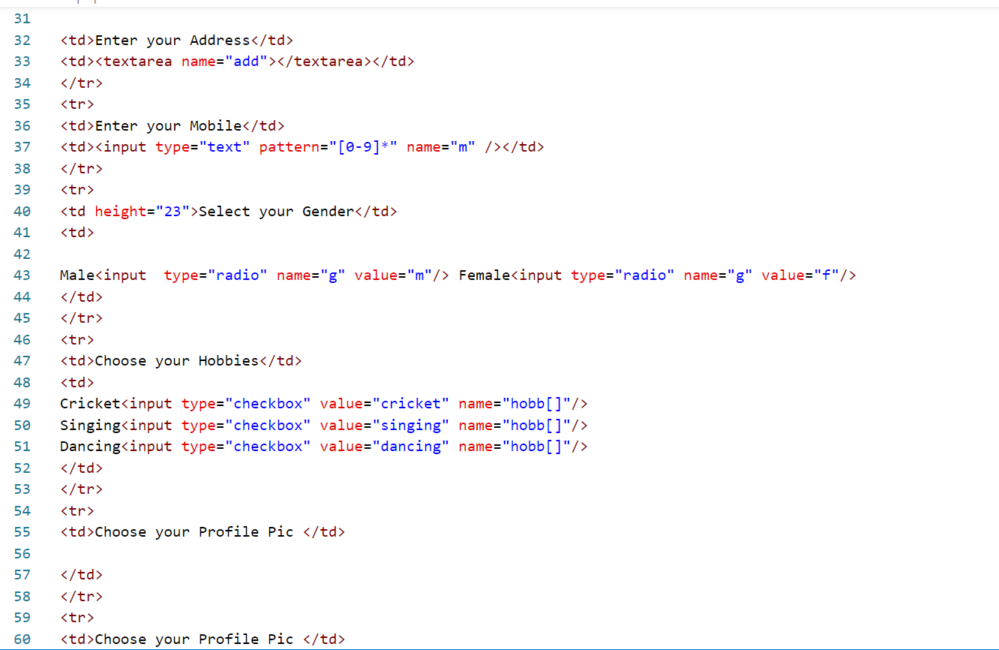 31
32 <td>Enter your Address</td>
33 <td><textarea name="add"></textarea></td>
34 </tr>
35 <tr>
36 <td>Enter your Mobile</td>
37 <td><input type="text" pattern="[0-9]*" name="m" /></td>
38 </tr>
39 <tr>
40 <td height="23">Select your Gender</td>
41 <td>
42
43 Male<input  type="radio" name="g" value="m"/> Female<input type="radio" name="g" value="f"/>
44 </td>
45 </tr>
46 <tr>
47 <td>Choose your Hobbies</td>
48 <td>
49 Cricket<input type="checkbox" value="cricket" name="hobb[]"/>
50 Singing<input type="checkbox" value="singing" name="hobb[]"/>
51 Dancing<input type="checkbox" value="dancing" name="hobb[]"/>
52 </td>
53 </tr>
54 <tr>
55 <td>Choose your Profile Pic </td>
56
57 </td>
58 </tr>
59 <tr>
60 <td>Choose your Profile Pic </td>